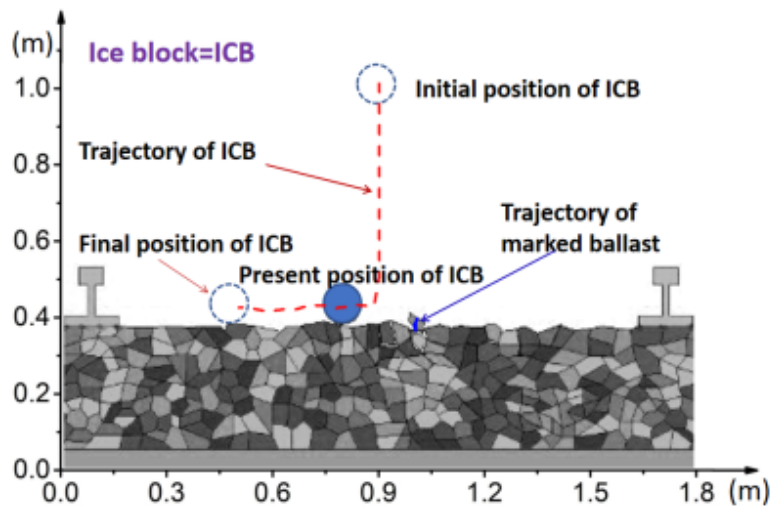 (m)
Ice block=ICB
1.0
Initial position of ICB
Trajectory of ICB
0.8
Trajectory of
marked ballast
Final position of ICB
0.6
Present position of ICB
0.4
0.2
0.0
0.0 0.3 0.6 0.9 1.2 1.5 1.8 (m)